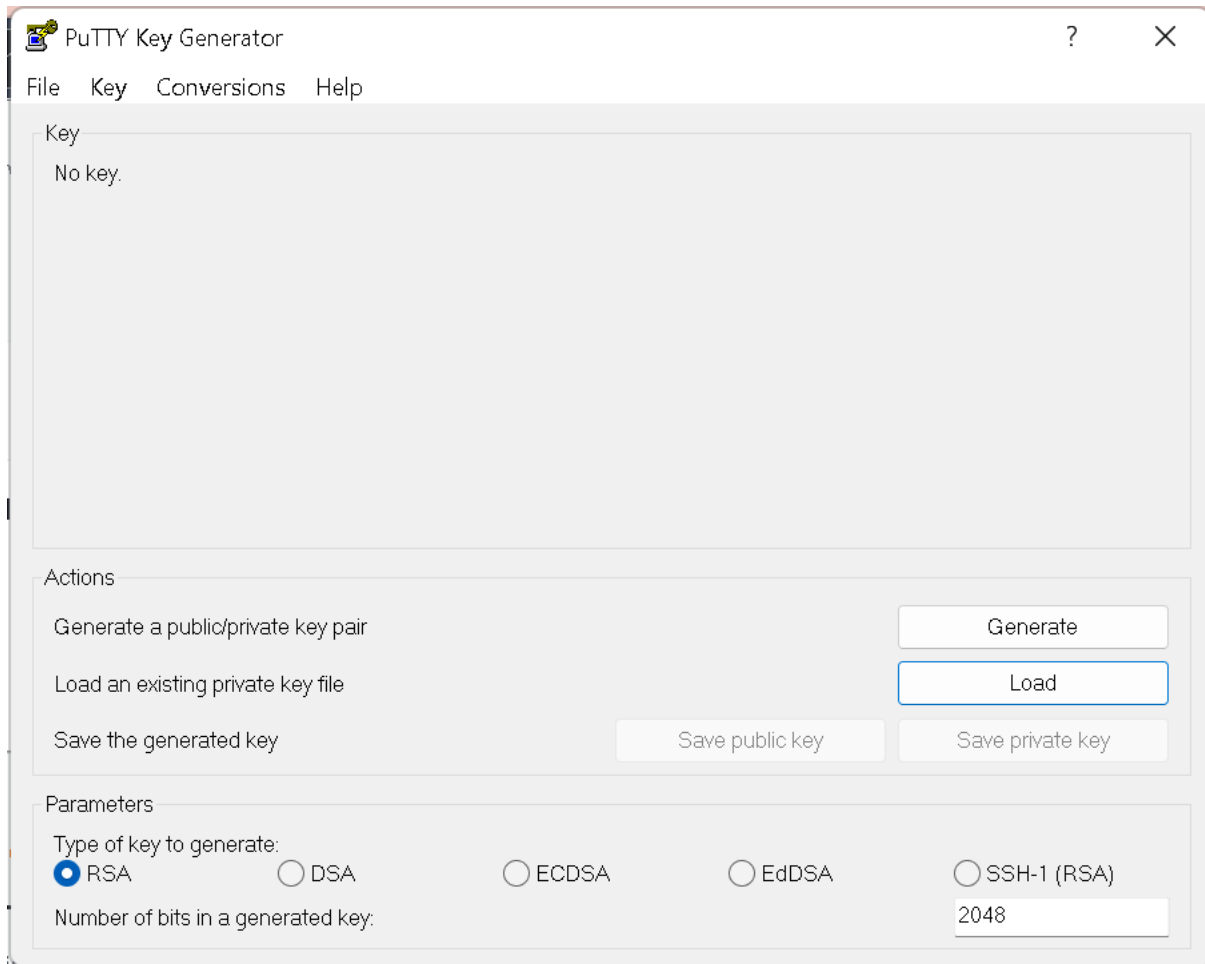 PuTTY Key Generator ?
File Key Conversions Help
Key
No key.
Actions
Generate a public/private key pair Generate
Load an existing private key file Load
Save the generated key Save public key Save private key
Parameters
Type of key to generate:
RSA DSA ECDSA EdDSA SSH-1 (RSA)
Number of bits in a generated key: 2048